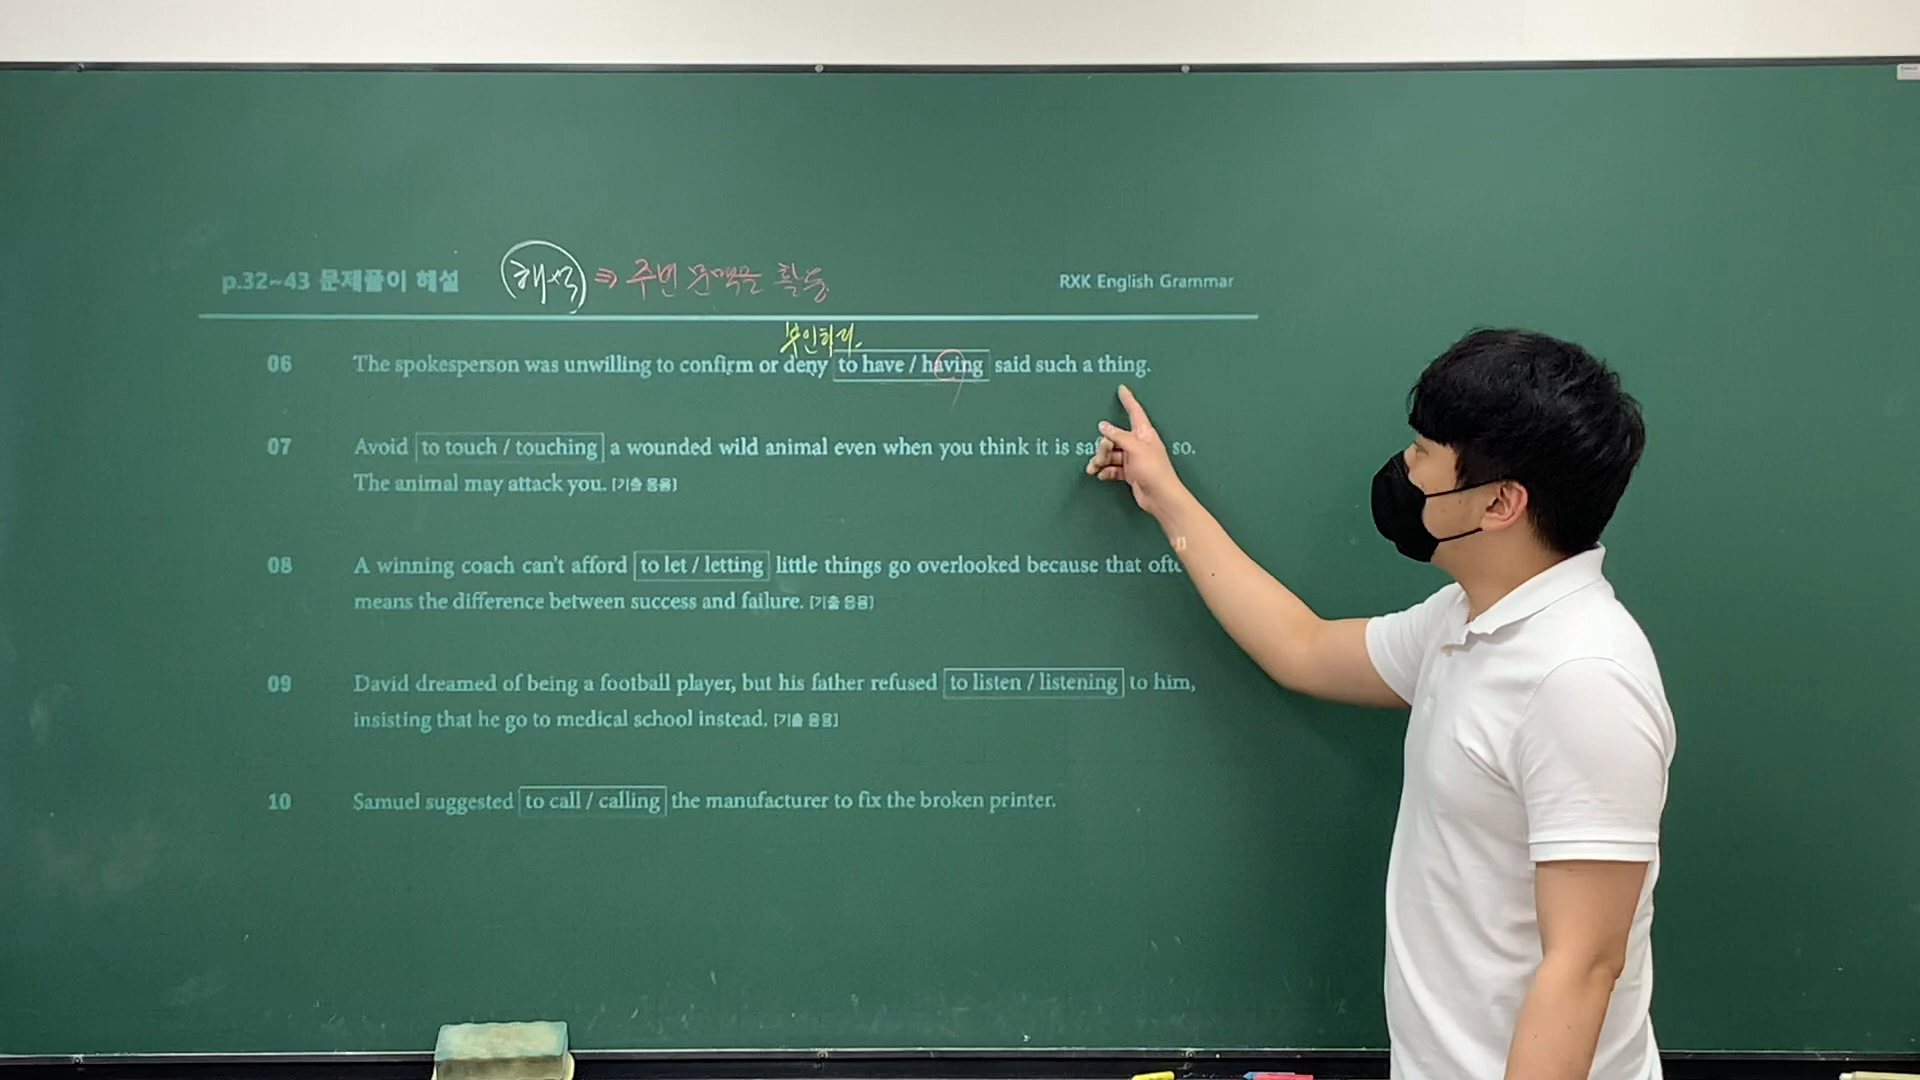 p.32~43 문제풀이 해설 해석 ⇒ 주변 문맥을 활용. RXK English Grammar
부인하다.
06 The spokesperson was unwilling to confirm or deny to have / having said such a thing.
07 Avoid to touch / touching a wounded wild animal even when you think it is so.
The animal may attack you. [기출 응용]
08 A winning coach can't afford to let / letting little things go overlooked because that
means the difference between success and failure. [기출 응용]
09 David dreamed of being a football player, but his father refused to listen / listening to him,
insisting that he go to medical school instead. [기출 응용]
10 Samuel suggested to call / calling the manufacturer to fix the broken printer.